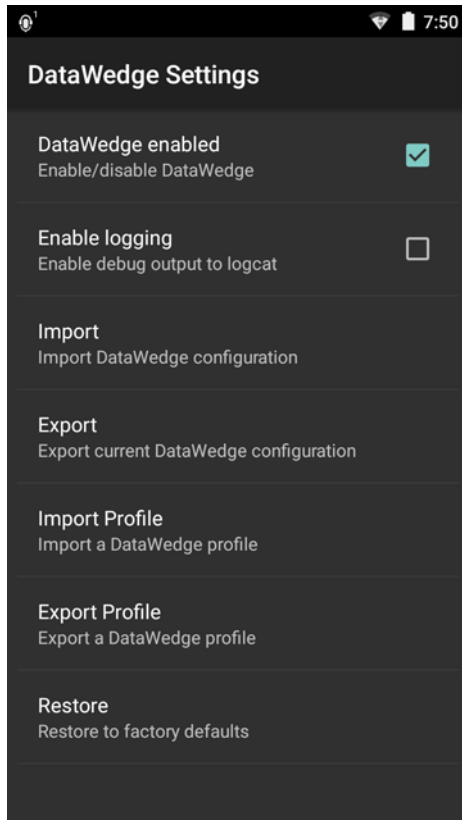 1
7:50
DataWedge Settings
DataWedge enabled
Enable/disable DataWedge
Enable logging
Enable debug output to logcat
Import
Import DataWedge configuration
Export
Export current DataWedge configuration
Import Profile
Import a DataWedge profile
Export Profile
Export a DataWedge profile
Restore
Restore to factory defaults